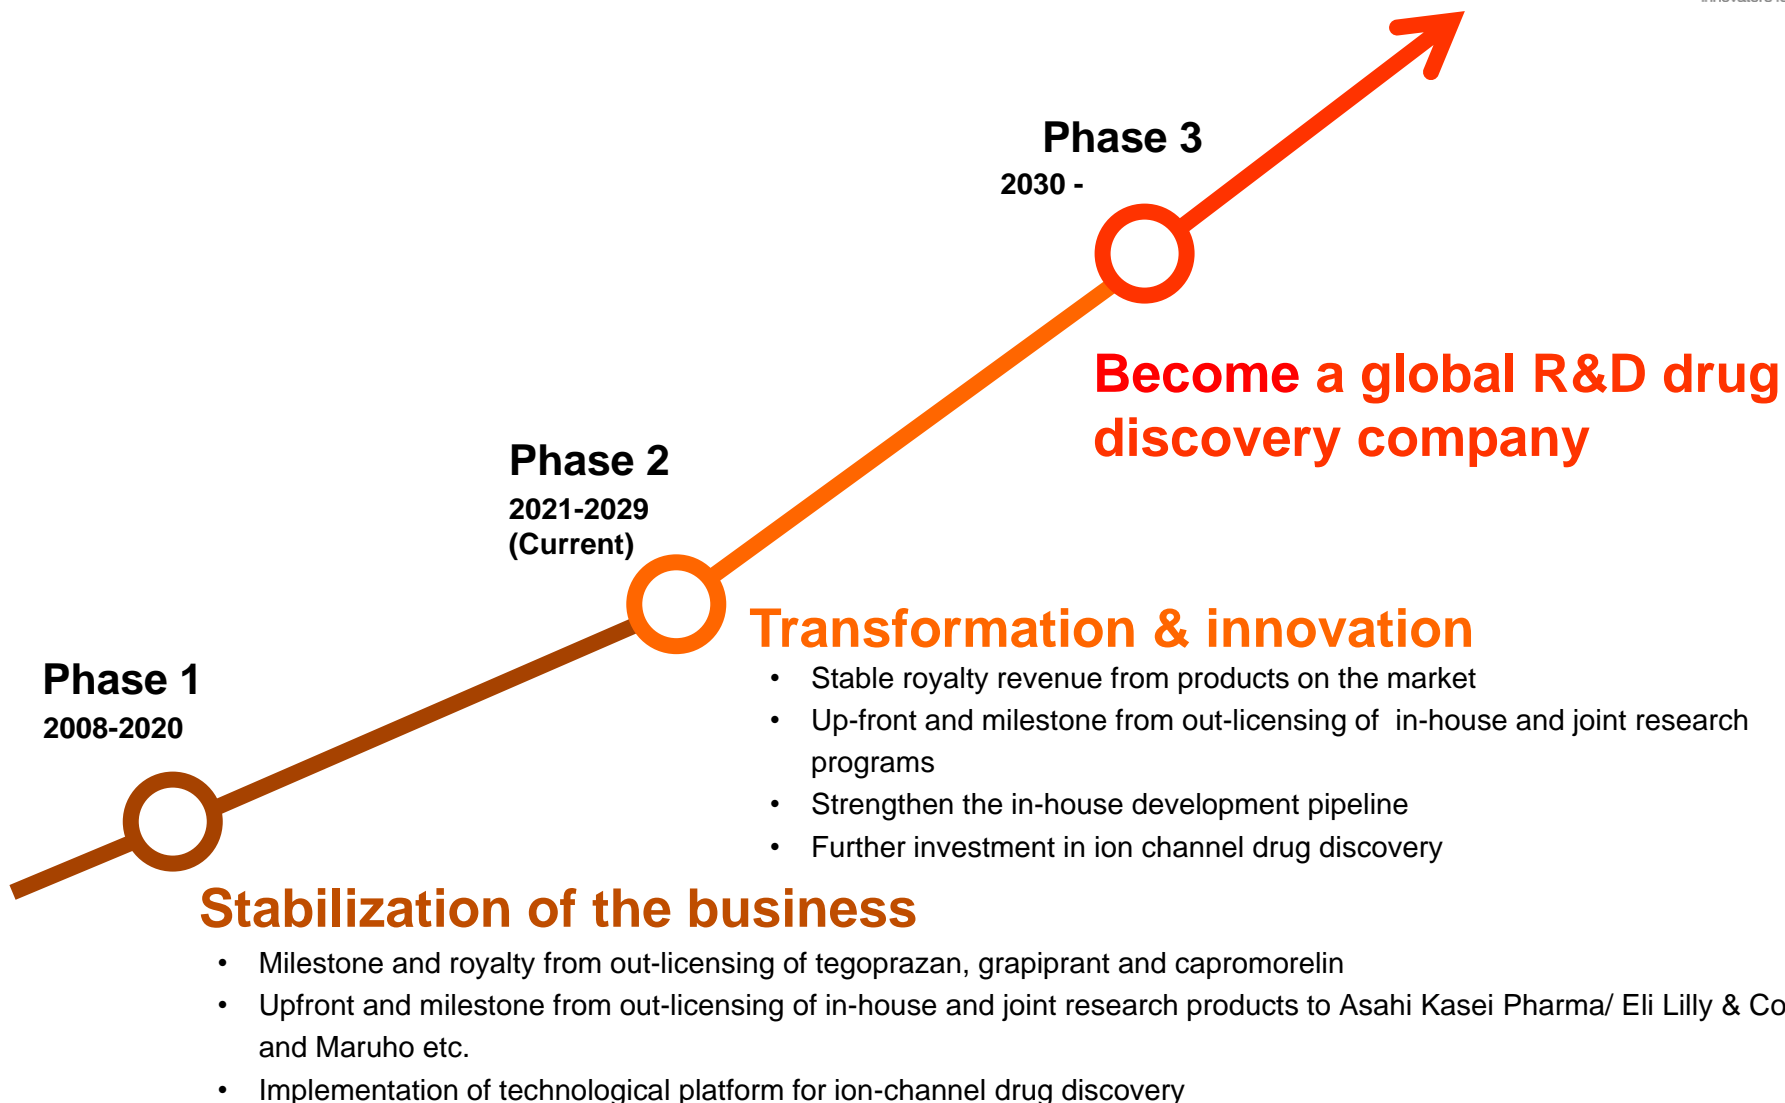 Phase 3
2030 -
Become a global R&D drug
discovery company
Phase 2
2021-2029
(Current)
Transformation & innovation
• Stable royalty revenue from products on the market
• Up-front and milestone from out-licensing of  in-house and joint research
programs
• Strengthen the in-house development pipeline
• Further investment in ion channel drug discovery
Phase 1
2008-2020
Stabilization of the business
• Milestone and royalty from out-licensing of tegoprazan, grapiprant and capromorelin
• Upfront and milestone from out-licensing of in-house and joint research products to Asahi Kasei Pharma/ Eli Lilly & Co
and Maruho etc.
• Implementation of technological platform for ion-channel drug discovery